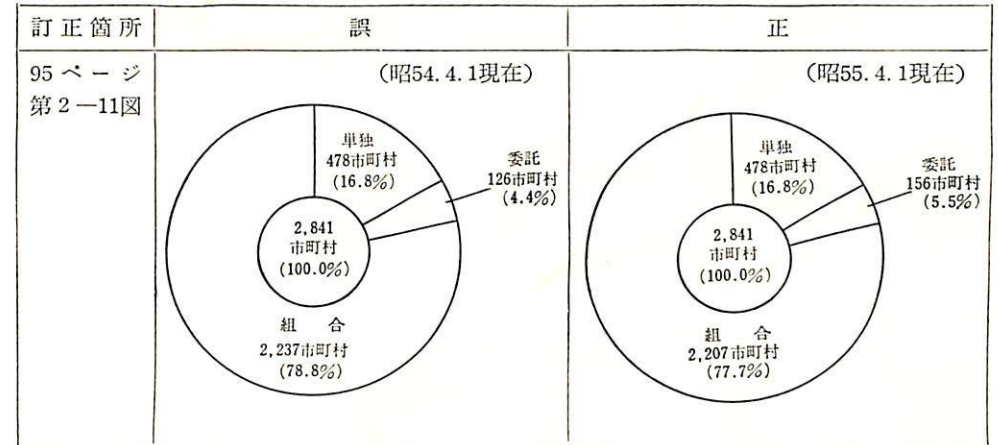 訂正箇所
誤
正
95ページ
第2—11図
(昭54.4.1現在)
単独
478市町村
(16.8%)
委託
126市町村
(4.4%)
2,841
市町村
(100.0%)
組 合
2,237市町村
(78.8%)
(昭55.4.1現在)
単独
478市町村
(16.8%)
委託
156市町村
(5.5%)
2,841
市町村
(100.0%)
組 合
2,207市町村
(77.7%)